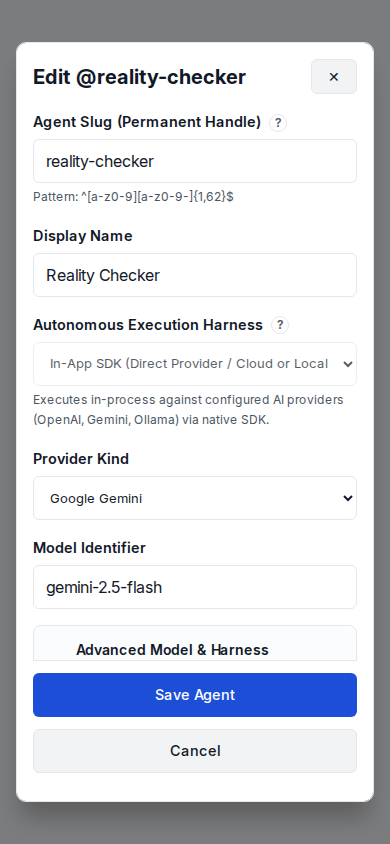 Edit @reality-checker
✕
Agent Slug (Permanent Handle) ?
reality-checker
Pattern: ^[a-z0-9][a-z0-9-]{1,62}$
Display Name
Reality Checker
Autonomous Execution Harness ?
In-App SDK (Direct Provider / Cloud or Local
Executes in-process against configured AI providers
(OpenAI, Gemini, Ollama) via native SDK.
Provider Kind
Google Gemini
Model Identifier
gemini-2.5-flash
Advanced Model & Harness
Save Agent
Cancel